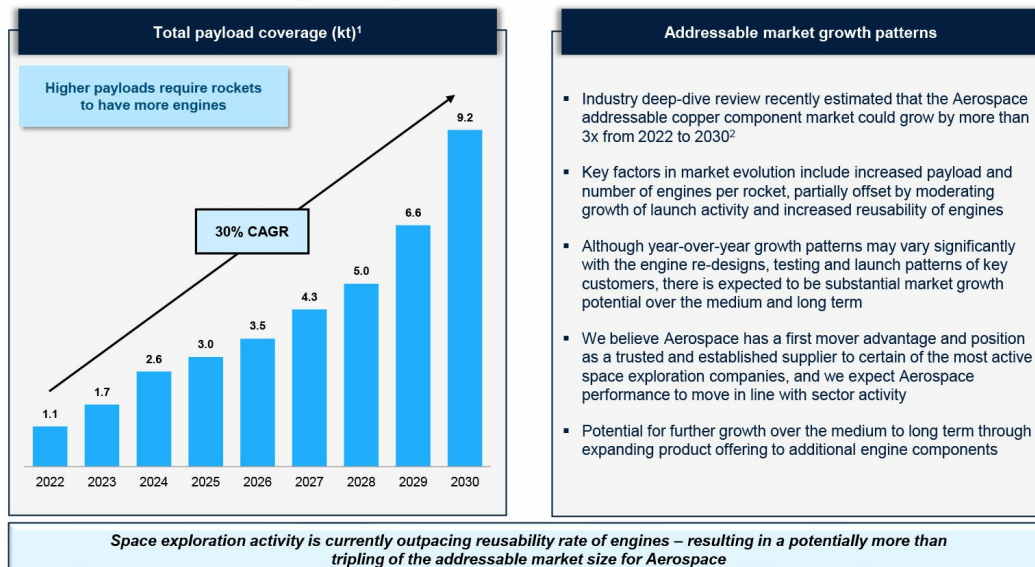 Total payload coverage (kt)¹
Higher payloads require rockets
to have more engines
30% CAGR
1.1
1.7
2.6
3.0
3.5
4.3
5.0
6.6
9.2
2022 2023 2024 2025 2026 2027 2028 2029 2030
Addressable market growth patterns
▪ Industry deep-dive review recently estimated that the Aerospace
addressable copper component market could grow by more than
3x from 2022 to 2030²
▪ Key factors in market evolution include increased payload and
number of engines per rocket, partially offset by moderating
growth of launch activity and increased reusability of engines
▪ Although year-over-year growth patterns may vary significantly
with the engine re-designs, testing and launch patterns of key
customers, there is expected to be substantial market growth
potential over the medium and long term
▪ We believe Aerospace has a first mover advantage and position
as a trusted and established supplier to certain of the most active
space exploration companies, and we expect Aerospace
performance to move in line with sector activity
▪ Potential for further growth over the medium to long term through
expanding product offering to additional engine components
Space exploration activity is currently outpacing reusability rate of engines – resulting in a potentially more than
tripling of the addressable market size for Aerospace